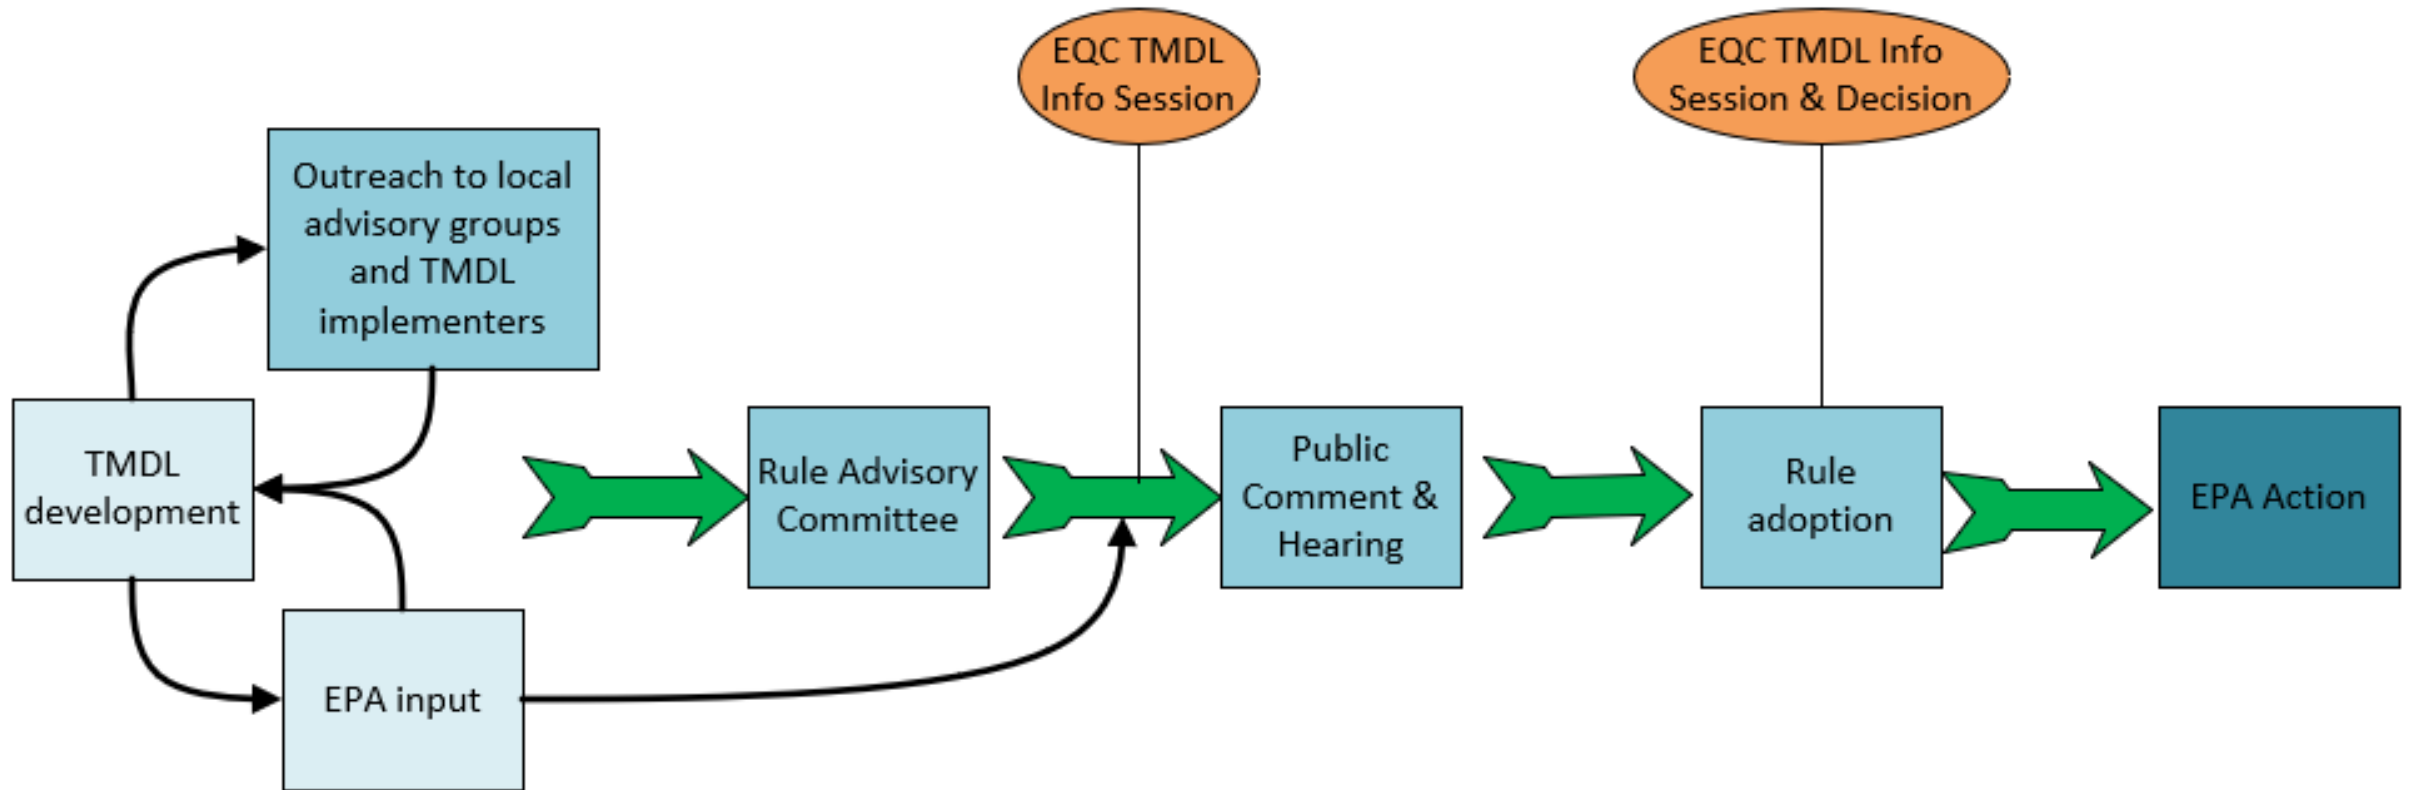 EQC TMDL
Info Session
EQC TMDL Info
Session & Decision
Outreach to local
advisory groups
and TMDL
implementers
TMDL
development
Rule Advisory
Committee
Public
Comment &
Hearing
Rule
adoption
EPA Action
EPA input